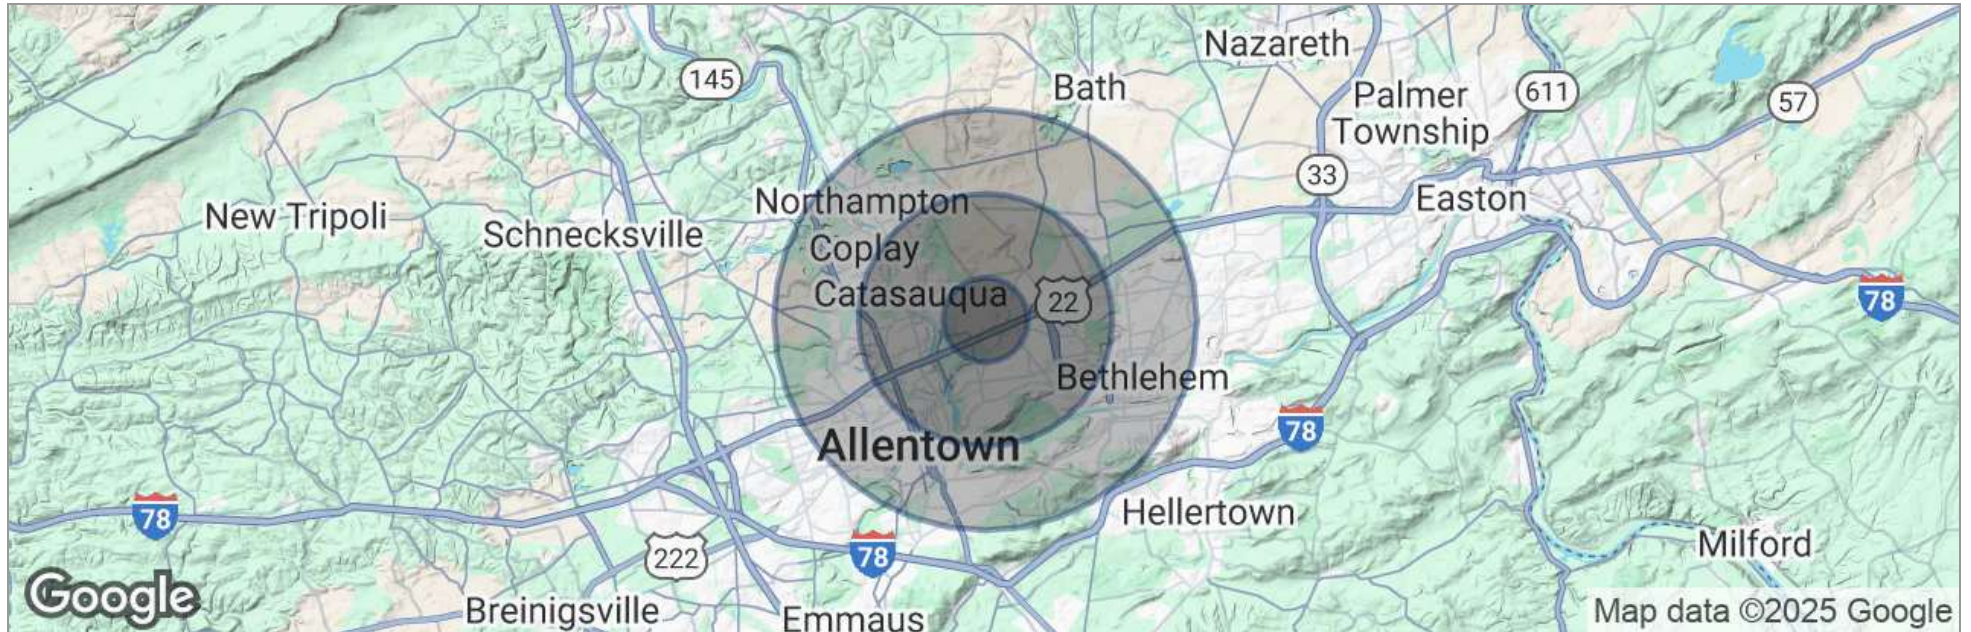 Nazareth
145
Bath
611
Palmer
Township
57
33
Northampton
Easton
New Tripoli
Schnecksville
Coplay
Catasauqua
22
78
Bethlehem
Allentown
78
78
Hellertown
222
78
Milford
Google
Breinigsville
Emmaus
Map data ©2025 Google